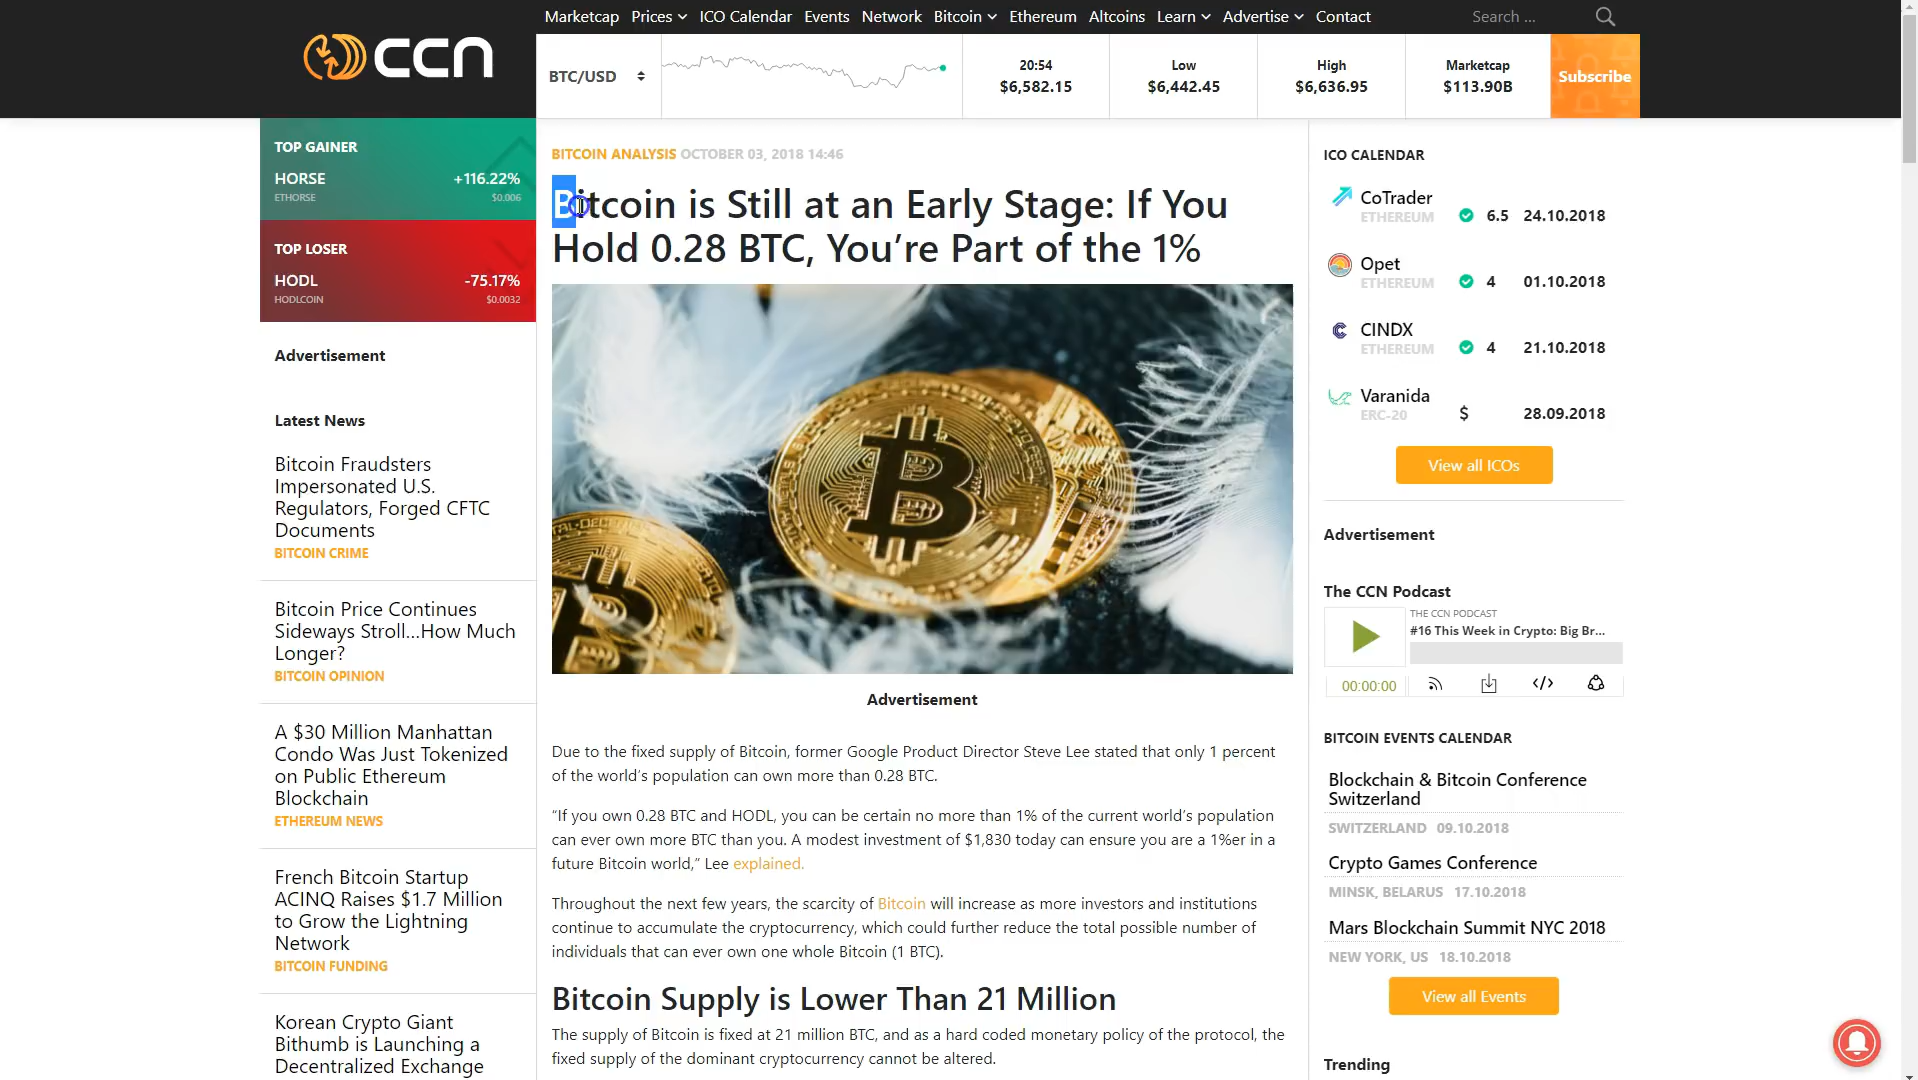 Marketcap Prices ICO Calendar Events Network Bitcoin Ethereum Altcoins Learn Advertise Contact Search ...
CCN
BTC/USD
20:54
$6,582.15
Low
$6,442.45
High
$6,636.95
Marketcap
$113.90B
Subscribe
TOP GAINER
HORSE +116.22%
ETHORSE $0.006
TOP LOSER
HODL -75.17%
HODLCOIN $0.0032
Advertisement
Latest News
Bitcoin Fraudsters
Impersonated U.S.
Regulators, Forged CFTC
Documents
BITCOIN CRIME
Bitcoin Price Continues
Sideways Stroll...How Much
Longer?
BITCOIN OPINION
A $30 Million Manhattan
Condo Was Just Tokenized
on Public Ethereum
Blockchain
ETHEREUM NEWS
French Bitcoin Startup
ACINQ Raises $1.7 Million
to Grow the Lightning
Network
BITCOIN FUNDING
Korean Crypto Giant
Bithumb is Launching a
Decentralized Exchange
BITCOIN ANALYSIS OCTOBER 03, 2018 14:46
Bitcoin is Still at an Early Stage: If You
Hold 0.28 BTC, You’re Part of the 1%
Advertisement
Due to the fixed supply of Bitcoin, former Google Product Director Steve Lee stated that only 1 percent
of the world’s population can own more than 0.28 BTC.
“If you own 0.28 BTC and HODL, you can be certain no more than 1% of the current world’s population
can ever own more BTC than you. A modest investment of $1,830 today can ensure you are a 1%er in a
future Bitcoin world,” Lee explained.
Throughout the next few years, the scarcity of Bitcoin will increase as more investors and institutions
continue to accumulate the cryptocurrency, which could further reduce the total possible number of
individuals that can ever own one whole Bitcoin (1 BTC).
Bitcoin Supply is Lower Than 21 Million
The supply of Bitcoin is fixed at 21 million BTC, and as a hard coded monetary policy of the protocol, the
fixed supply of the dominant cryptocurrency cannot be altered.
ICO CALENDAR
CoTrader
ETHEREUM 6.5 24.10.2018
Opet
ETHEREUM 4 01.10.2018
CINDX
ETHEREUM 4 21.10.2018
Varanida
ERC-20 $ 28.09.2018
View all ICOs
Advertisement
The CCN Podcast
THE CCN PODCAST
#16 This Week in Crypto: Big Br...
00:00:00
BITCOIN EVENTS CALENDAR
Blockchain & Bitcoin Conference
Switzerland
SWITZERLAND 09.10.2018
Crypto Games Conference
MINSK, BELARUS 17.10.2018
Mars Blockchain Summit NYC 2018
NEW YORK, US 18.10.2018
View all Events
Trending